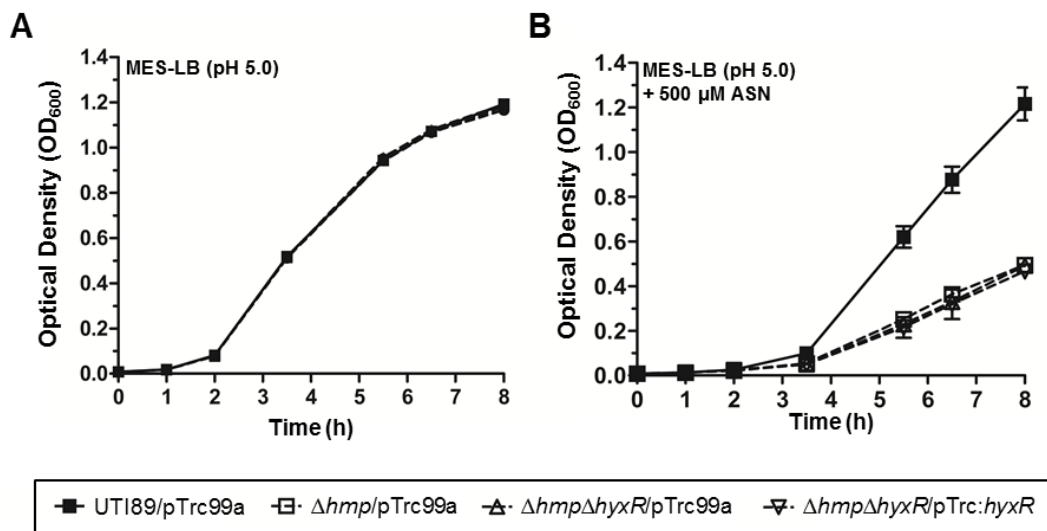 A
MES-LB (pH 5.0)
Optical Density (OD600)
1.4
1.2
1.0
0.8
0.6
0.4
0.2
0.0
0 1 2 3 4 5 6 7 8
Time (h)
B
MES-LB (pH 5.0)
+ 500 µM ASN
Optical Density (OD600)
1.4
1.2
1.0
0.8
0.6
0.4
0.2
0.0
0 1 2 3 4 5 6 7 8
Time (h)
UTI89/pTrc99a Δhmp/pTrc99a ΔhmpΔhyxR/pTrc99a ΔhmpΔhyxR/pTrc:hyxR